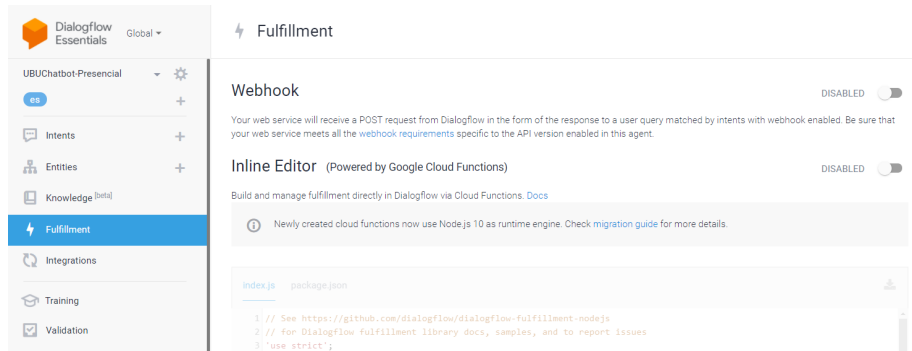 Dialogflow
Essentials
Global
Fulfillment
UBUChatbot-Presencial
es
Intents
Entities
Knowledge [beta]
Fulfillment
Integrations
Training
Validation
Webhook
DISABLED
Your web service will receive a POST request from Dialogflow in the form of the response to a user query matched by intents with webhook enabled. Be sure that
your web service meets all the webhook requirements specific to the API version enabled in this agent.
Inline Editor (Powered by Google Cloud Functions)
DISABLED
Build and manage fulfillment directly in Dialogflow via Cloud Functions. Docs
Newly created cloud functions now use Node.js 10 as runtime engine. Check migration guide for more details.
index.js package.json
1 // See https://github.com/dialogflow/dialogflow-fulfillment-nodejs
2 // for Dialogflow fulfillment library docs, samples, and to report issues
3 'use strict';